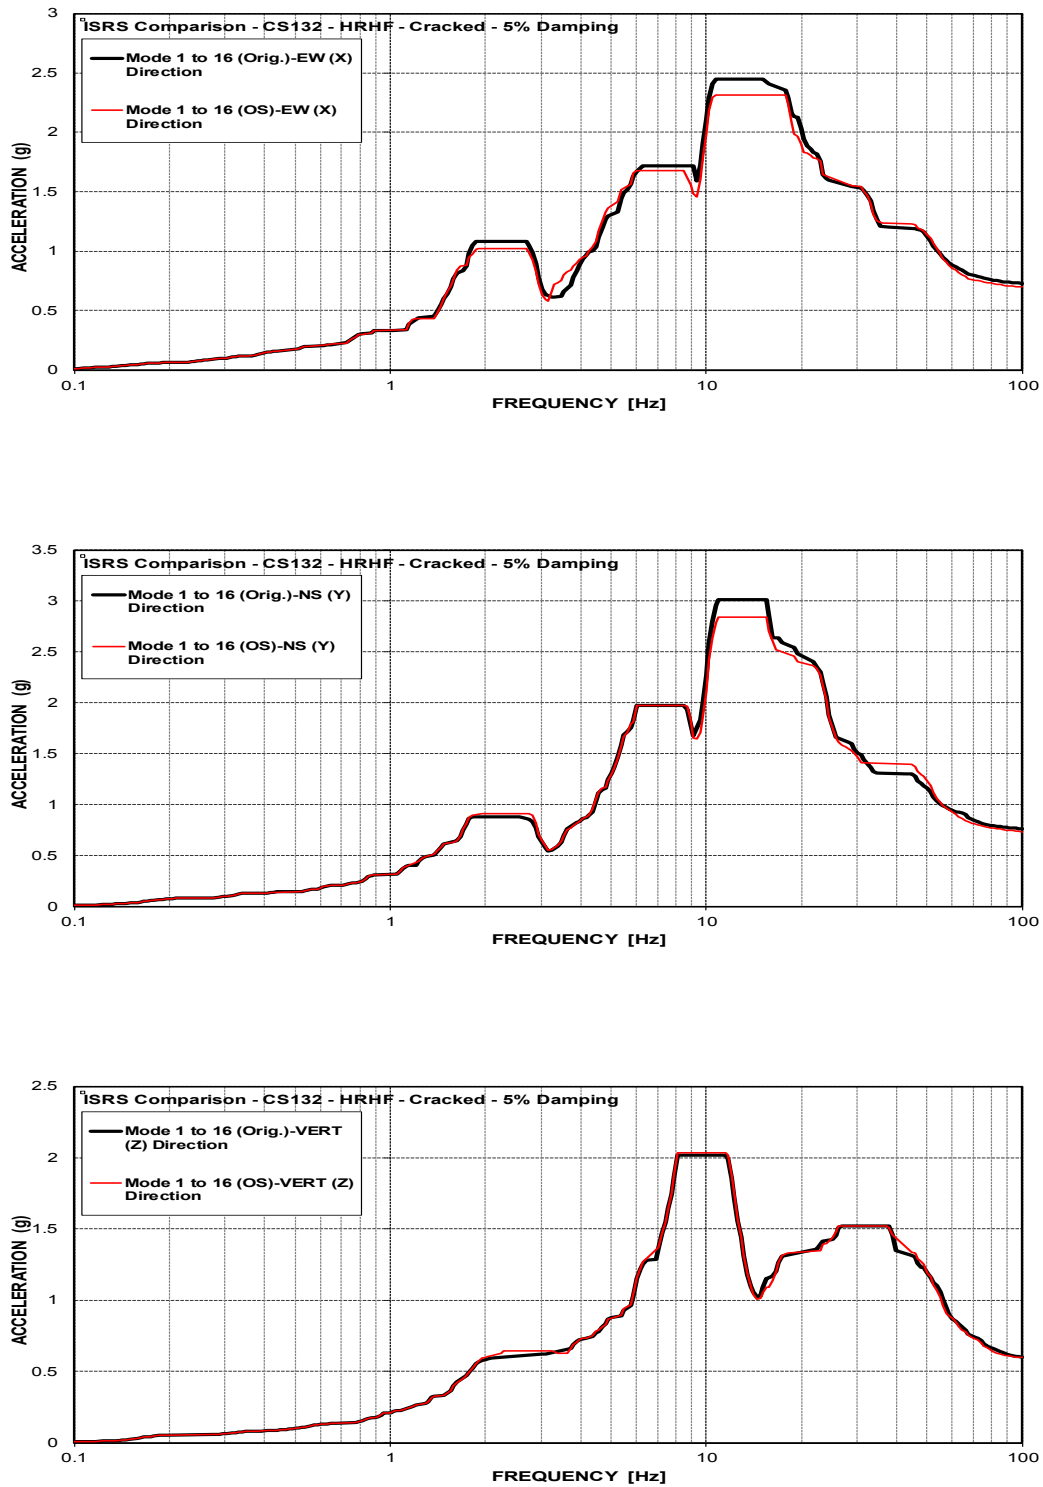 3
ISRS Comparison - CS132 - HRHF - Cracked - 5% Damping
Mode 1 to 16 (Orig.)-EW (X)
Direction
Mode 1 to 16 (OS)-EW (X)
Direction
2.5
2
1.5
1
0.5
0
ACCELERATION (g)
0.1
1
10
100
FREQUENCY [Hz]
3.5
ISRS Comparison - CS132 - HRHF - Cracked - 5% Damping
Mode 1 to 16 (Orig.)-NS (Y)
Direction
Mode 1 to 16 (OS)-NS (Y)
Direction
3
2.5
2
1.5
1
0.5
0
ACCELERATION (g)
0.1
1
10
100
FREQUENCY [Hz]
2.5
ISRS Comparison - CS132 - HRHF - Cracked - 5% Damping
Mode 1 to 16 (Orig.)-VERT
(Z) Direction
Mode 1 to 16 (OS)-VERT (Z)
Direction
2
1.5
1
0.5
0
ACCELERATION (g)
0.1
1
10
100
FREQUENCY [Hz]